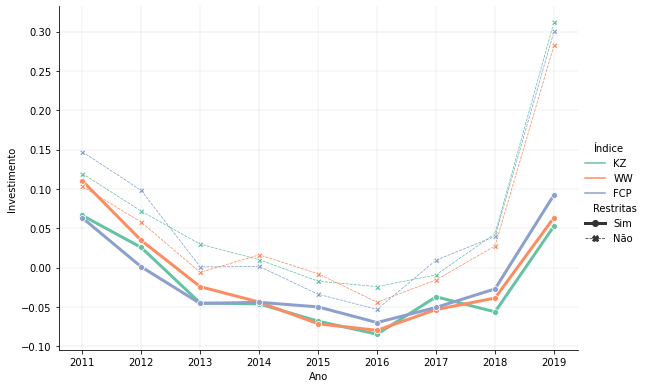 0.30
0.25
0.20
0.15
0.10
0.05
0.00
−0.05
−0.10
Investimento
2011 2012 2013 2014 2015 2016 2017 2018 2019
Ano
Índice
KZ
WW
FCP
Restritas
Sim
Não